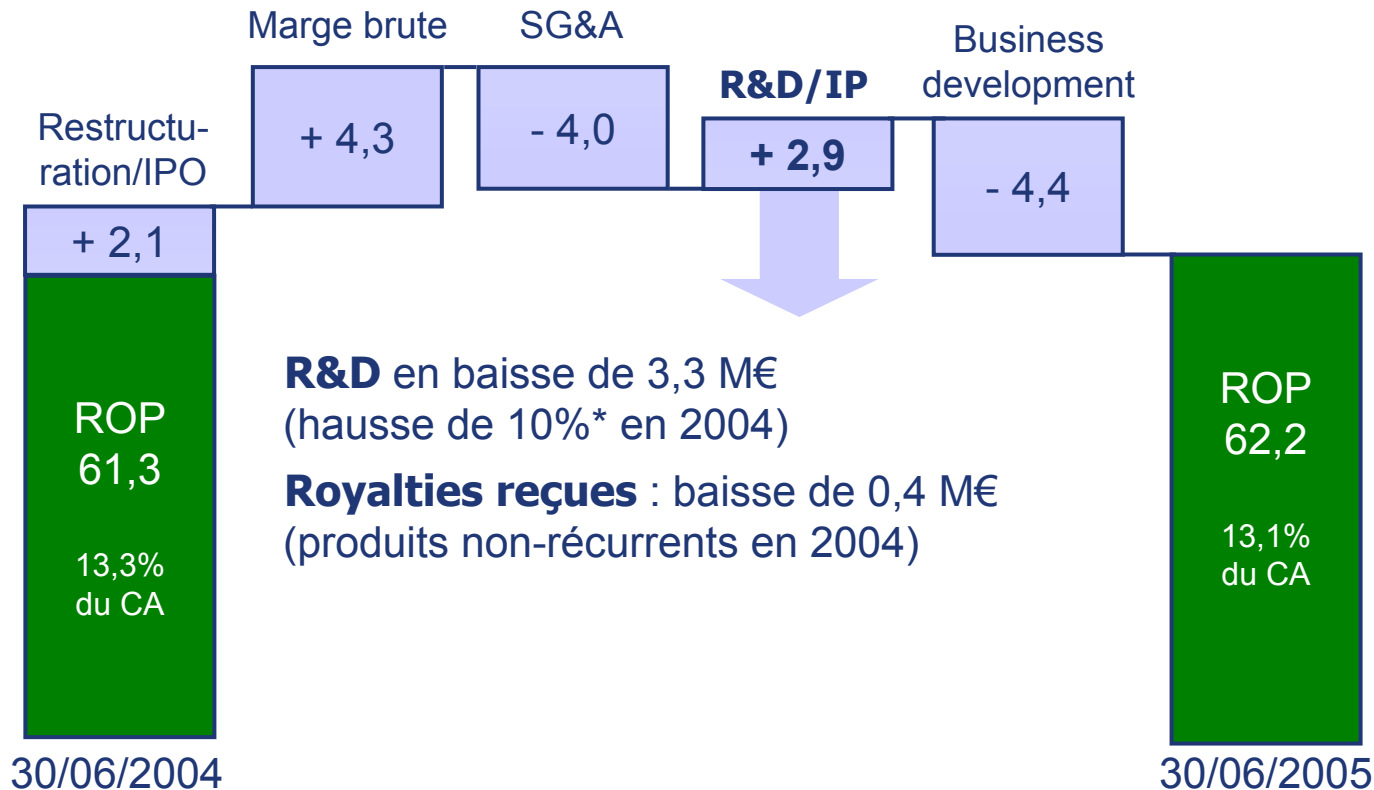 Marge brute
SG&A
Business
development
R&D/IP
Restructu-
ration/IPO
+ 4,3
- 4,0
+ 2,9
- 4,4
+ 2,1
R&D en baisse de 3,3 M€
(hausse de 10%* en 2004)
Royalties reçues : baisse de 0,4 M€
(produits non-récurrents en 2004)
ROP
61,3
13,3%
du CA
ROP
62,2
13,1%
du CA
30/06/2004
30/06/2005